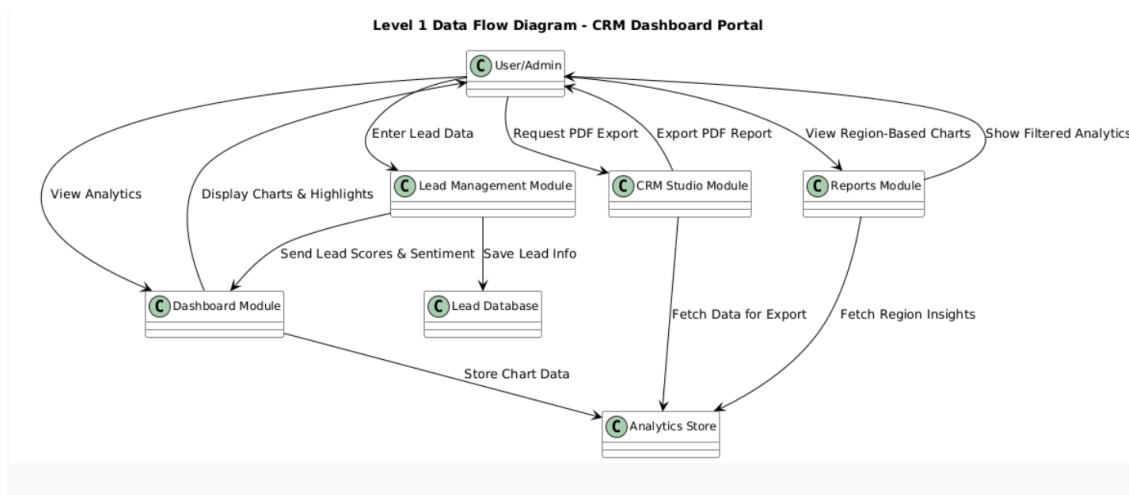 Level 1 Data Flow Diagram - CRM Dashboard Portal
C User/Admin
Enter Lead Data
Request PDF Export
Export PDF Report
View Region-Based Charts
Show Filtered Analytics
View Analytics
Display Charts & Highlights
C Lead Management Module
C CRM Studio Module
C Reports Module
Send Lead Scores & Sentiment
Save Lead Info
C Dashboard Module
C Lead Database
Fetch Data for Export
Fetch Region Insights
Store Chart Data
C Analytics Store